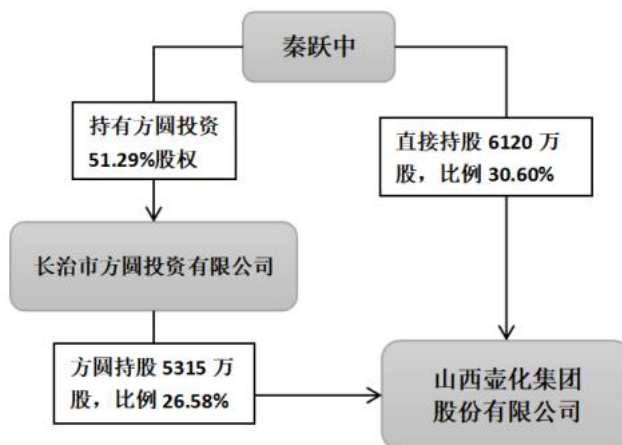 秦跃中
持有方圆投资
51.29%股权
直接持股 6120 万
股，比例 30.60%
长治市方圆投资有限公司
方圆持股 5315 万
股，比例 26.58%
山西壶化集团
股份有限公司